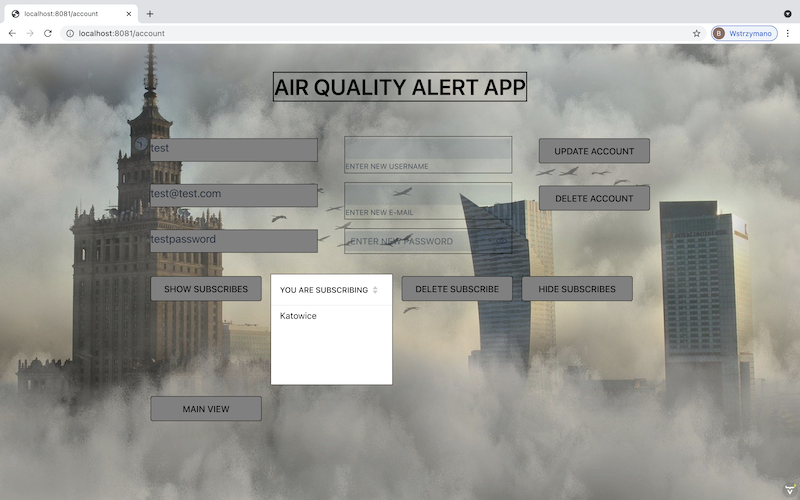 localhost:8081/account
localhost:8081/account
B Wstrzymano
AIR QUALITY ALERT APP
test
ENTER NEW USERNAME
UPDATE ACCOUNT
test@test.com
ENTER NEW E-MAIL
DELETE ACCOUNT
testpassword
ENTER NEW PASSWORD
SHOW SUBSCRIBES
YOU ARE SUBSCRIBING
DELETE SUBSCRIBE
HIDE SUBSCRIBES
Katowice
MAIN VIEW